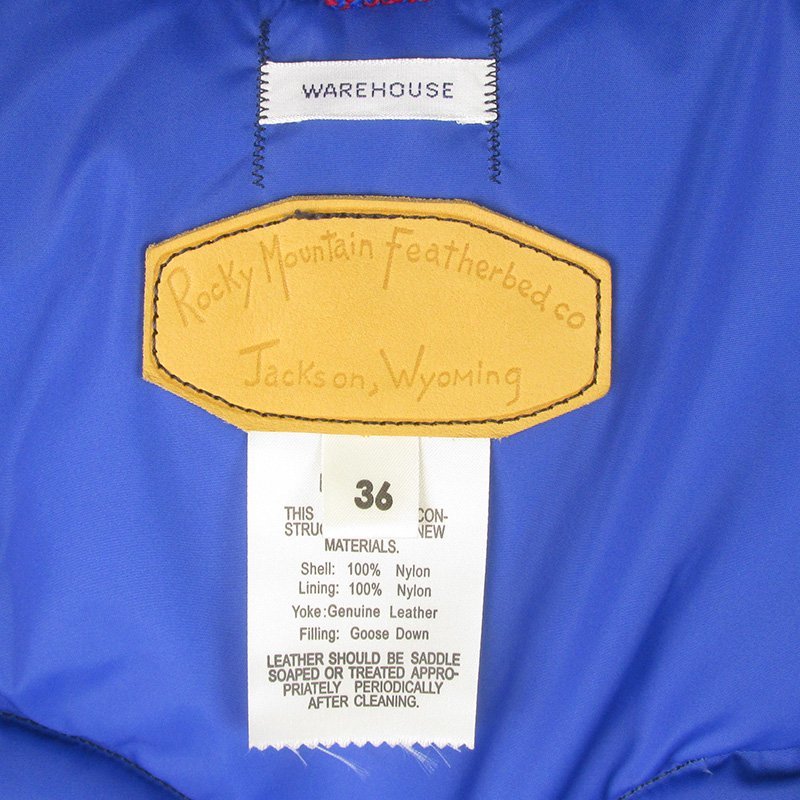 WAREHOUSE
Rocky Mountain Featherbed co
Jackson, Wyoming
36
THIS CON-
STRUC NEW
MATERIALS.
Shell: 100% Nylon
Lining: 100% Nylon
Yoke:Genuine Leather
Filling: Goose Down
LEATHER SHOULD BE SADDLE
SOAPED OR TREATED APPRO-
PRIATELY PERIODICALLY
AFTER CLEANING.